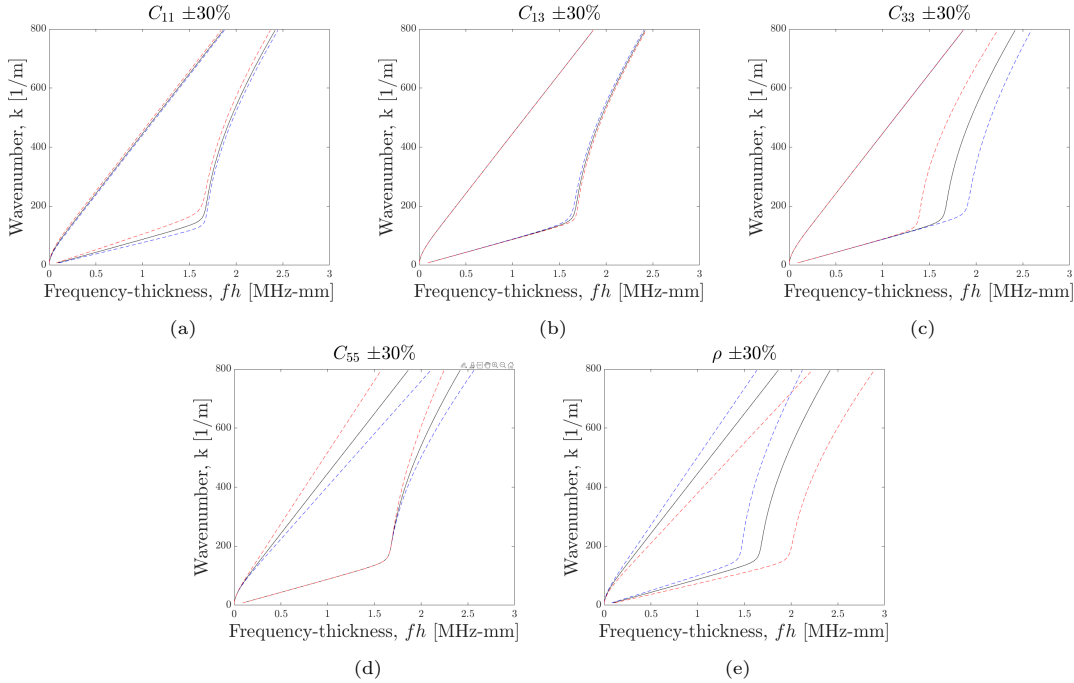 C₁₁ ±30%
800
600
400
200
0
0 0.5 1 1.5 2 2.5 3
Wavenumber, k [1/m]
Frequency-thickness, fh [MHz-mm]
(a)
C₁₃ ±30%
800
600
400
200
0
0 0.5 1 1.5 2 2.5 3
Wavenumber, k [1/m]
Frequency-thickness, fh [MHz-mm]
(b)
C₃₃ ±30%
800
600
400
200
0
0 0.5 1 1.5 2 2.5 3
Wavenumber, k [1/m]
Frequency-thickness, fh [MHz-mm]
(c)
C₅₅ ±30%
800
600
400
200
0
0 0.5 1 1.5 2 2.5 3
Wavenumber, k [1/m]
Frequency-thickness, fh [MHz-mm]
(d)
ρ ±30%
800
600
400
200
0
0 0.5 1 1.5 2 2.5 3
Wavenumber, k [1/m]
Frequency-thickness, fh [MHz-mm]
(e)